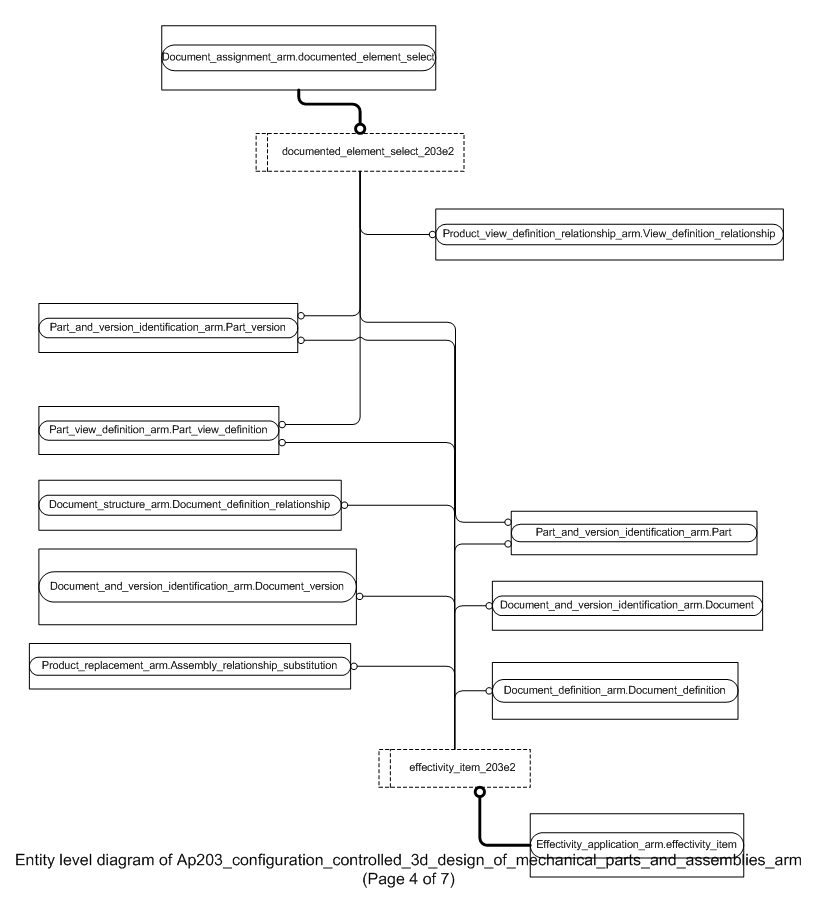 Document_assignment_arm.documented_element_select
documented_element_select_203e2
Product_view_definition_relationship_arm.View_definition_relationship
Part_and_version_identification_arm.Part_version
Part_view_definition_arm.Part_view_definition
Document_structure_arm.Document_definition_relationship
Part_and_version_identification_arm.Part
Document_and_version_identification_arm.Document_version
Document_and_version_identification_arm.Document
Product_replacement_arm.Assembly_relationship_substitution
Document_definition_arm.Document_definition
effectivity_item_203e2
Effectivity_application_arm.effectivity_item
Entity level diagram of Ap203_configuration_controlled_3d_design_of_mechanical_parts_and_assemblies_arm
(Page 4 of 7)